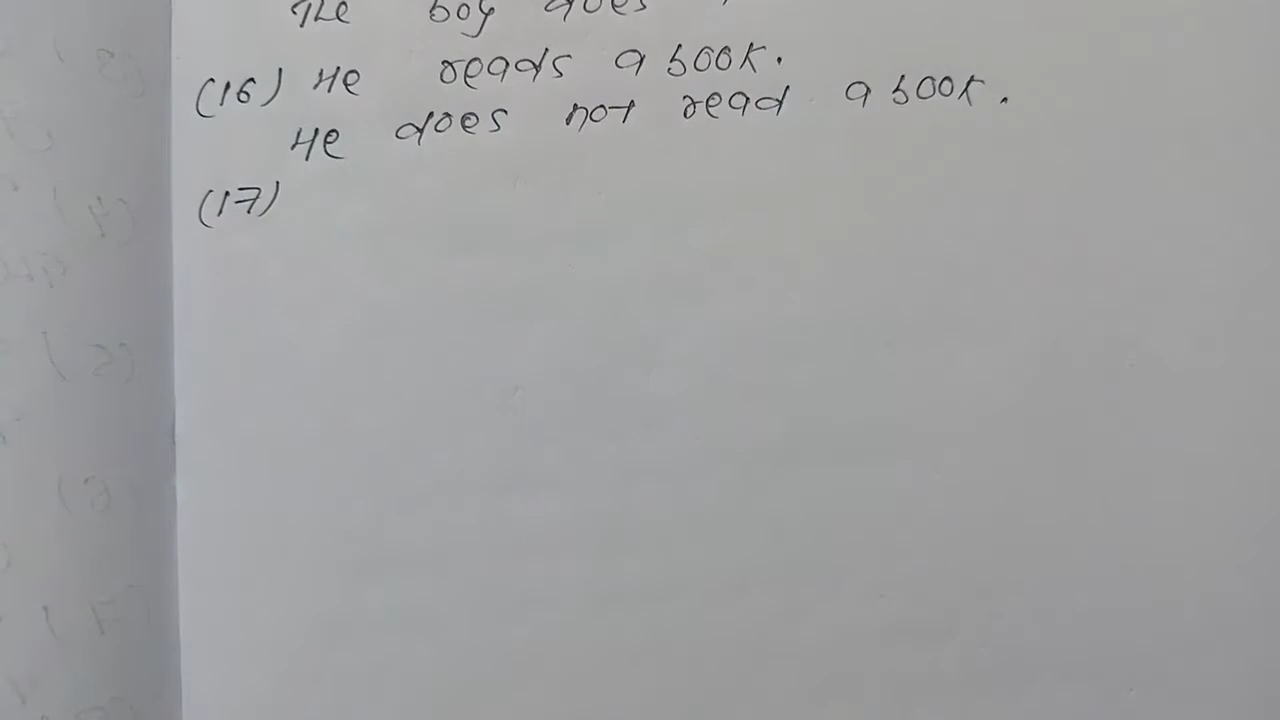 The boy does
(16) He reads a book.
He does not read a book.
(17)